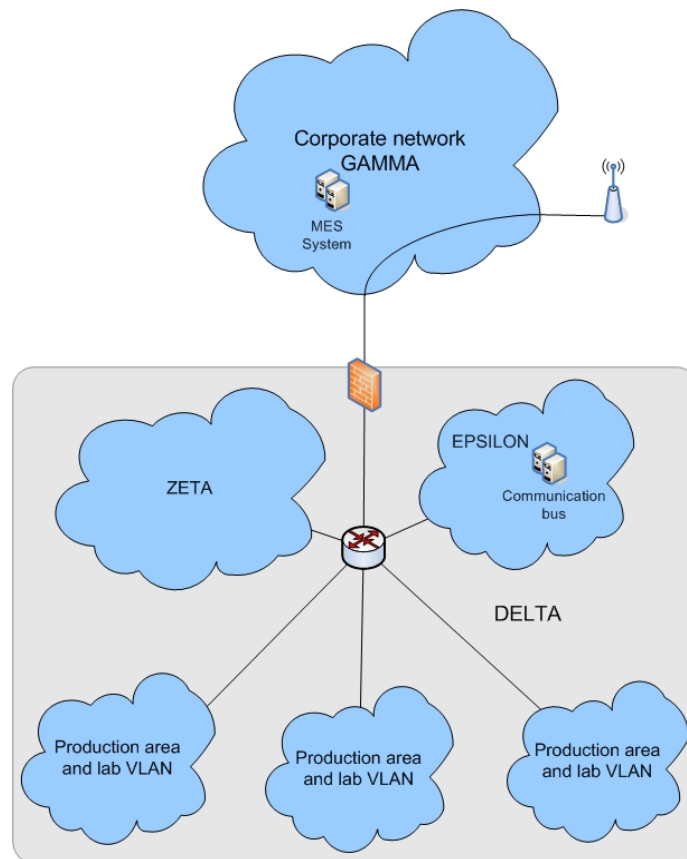 Corporate network
GAMMA
MES
System
ZETA
EPSILON
Communication
bus
DELTA
Production area
and lab VLAN
Production area
and lab VLAN
Production area
and lab VLAN